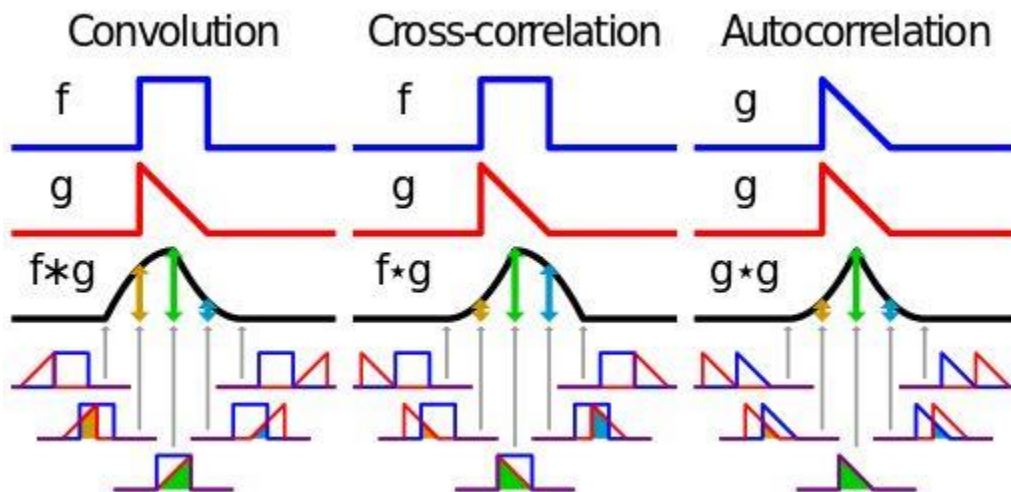 Convolution Cross-correlation Autocorrelation
f f g
g g g
f∗g f⋆g g⋆g